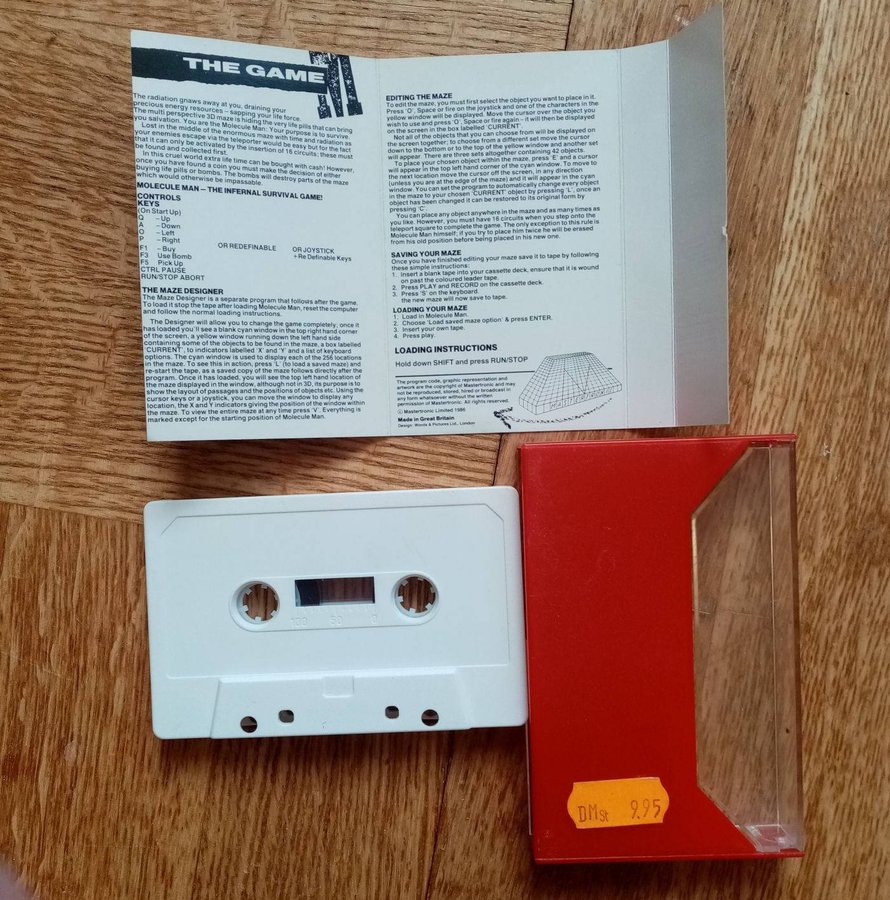 THE GAME
The radiation gnaws away at you, draining your
precious energy resources – sapping your life force.
The multi perspective 3D maze is hiding the very life pills that can bring
you salvation. You are the Molecule Man: Your purpose is to survive.
Lost in the middle of the enormous maze with time and radiation as
your enemies escape via the teleporter would be easy but for the fact
that it can only be activated by the insertion of 16 circuits; these must
be found and collected first.
In this cruel world extra life time can be bought with cash! However,
once you have found a coin you must make the decision of either
buying life pills or bombs. The bombs will destroy parts of the maze
which would otherwise be impassable.
MOLECULE MAN – THE INFERNAL SURVIVAL GAME!
CONTROLS
KEYS
(On Start Up)
Q – Up
A – Down
O – Left
P – Right
F1 – Buy OR REDEFINABLE OR JOYSTICK
F3 Use Bomb + Re Definable Keys
F5 Pick Up
CTRL PAUSE
RUN/STOP ABORT
THE MAZE DESIGNER
The Maze Designer is a separate program that follosts after the game.
To load it stop the tape after loading Molecule Man, reset the computer
and follow the normal loading instructions.
The Designer will allow you to change the game completely; once it
has loaded you'll see a blank cyan window in the top right hand corner
of the screen, a yellow window running down the left hand side
containing some of the objects to be found in the maze, a box labelled
'CURRENT', to indicators labelled 'X' and 'Y' and a list of keyboard
options. The cyan window is used to display each of the 256 locations
in the maze. To see this in action, press 'L' (to load a saved maze) and
re-start the tape, as a saved copy of the maze follows directly after the
program. Once it has loaded, you will see the top left hand location of
the maze displayed in the window, although not in 3D, its purpose is to
show the layout of passages and the positions of objects etc. Using the
cursor keys or a joystick, you can move the window to display any
location, the X and Y indicators giving the position of the window within
the maze. To view the entire maze at any time press 'V'. Everything is
marked except for the starting position of Molecule Man.
EDITING THE MAZE
To edit the maze, you must first select the object you want to place in it.
Press 'O', Space or fire on the joystick and one of the characters in the
yellow window will be displayed. Move the cursor over the object you
wish to use and press 'O', Space or fire again – it will then be displayed
on the screen in the box labelled 'CURRENT'.
Not all of the objects that you can choose from will be displayed on
the screen together; to choose from a different set move the cursor
down to the bottom or to the top of the yellow window and another set
will appear. There are three sets altogether containing 42 objects.
To place your chosen object within the maze, press 'E' and a cursor
will appear in the top left hand corner of the cyan window. To move to
the next location move the cursor off the screen, in any direction
(unless you are at the edge of the maze) and it will appear in the cyan
window. You can set the program to automatically change every object
in the maze to your chosen 'CURRENT' object by pressing 'L', once an
object has been changed it can be restored to its original form by
pressing 'C'.
You can place any object anywhere in the maze and as many times as
you like. However, you must have 16 circuits when you step onto the
teleport square to complete the game. The only exception to this rule is
Molecule Man himself; if you try to place him twice he will be erased
from his old position before being placed in his new one.
SAVING YOUR MAZE
Once you have finished editing your maze save it to tape by following
these simple instructions:
1. Insert a blank tape into your cassette deck, ensure that it is wound
on past the coloured leader tape.
2. Press PLAY and RECORD on the cassette deck.
3. Press 'S' on the keyboard.
the new maze will now save to tape.
LOADING YOUR MAZE
1. Load in Molecule Man.
2. Choose 'Load saved maze option' & press ENTER.
3. Insert your own tape.
4. Press play.
LOADING INSTRUCTIONS
Hold down SHIFT and press RUN/STOP
The program code, graphic representation and
artwork are the copyright of Mastertronic and may
not be reproduced, stored, hired or broadcast in
any form whatsoever without the written
permission of Mastertronic. All rights reserved.
© Mastertronic Limited 1986
Made in Great Britain
Design: Words & Pictures Ltd., London
100 50 0
DMSt 9.95